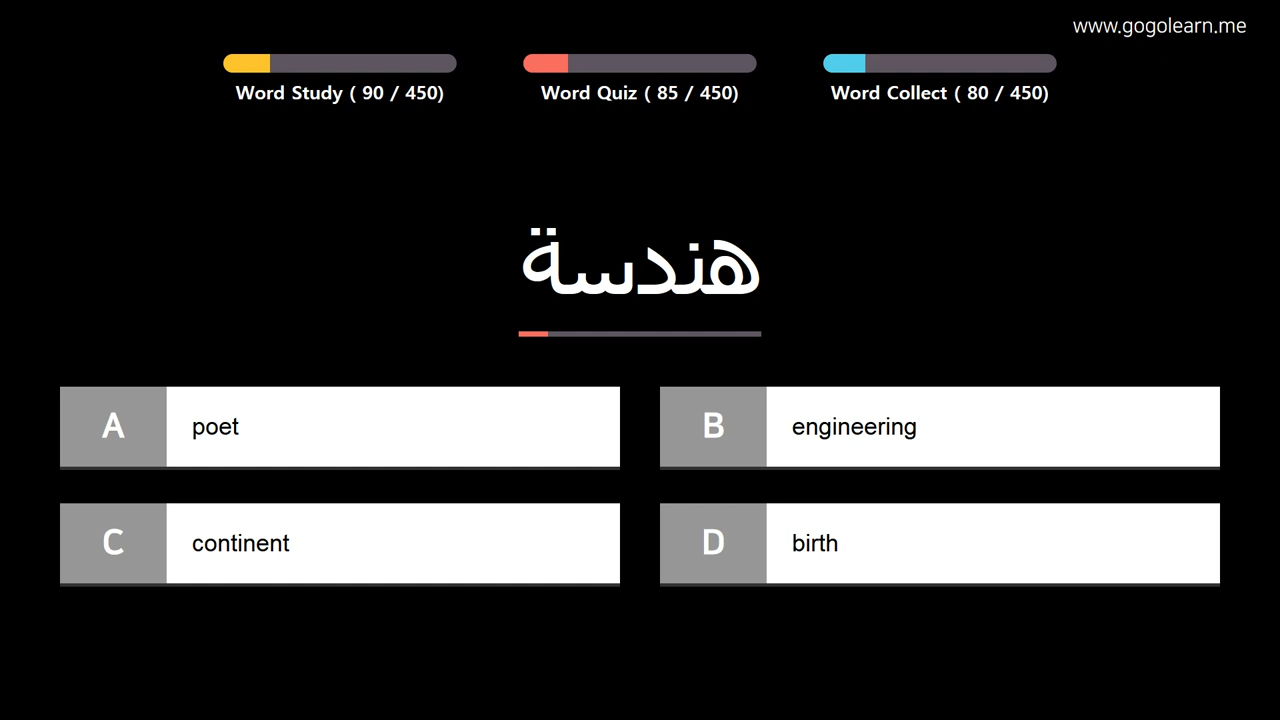 www.gogolearn.me
Word Study ( 90 / 450)
Word Quiz ( 85 / 450)
Word Collect ( 80 / 450)
هندسة
A poet
B engineering
C continent
D birth